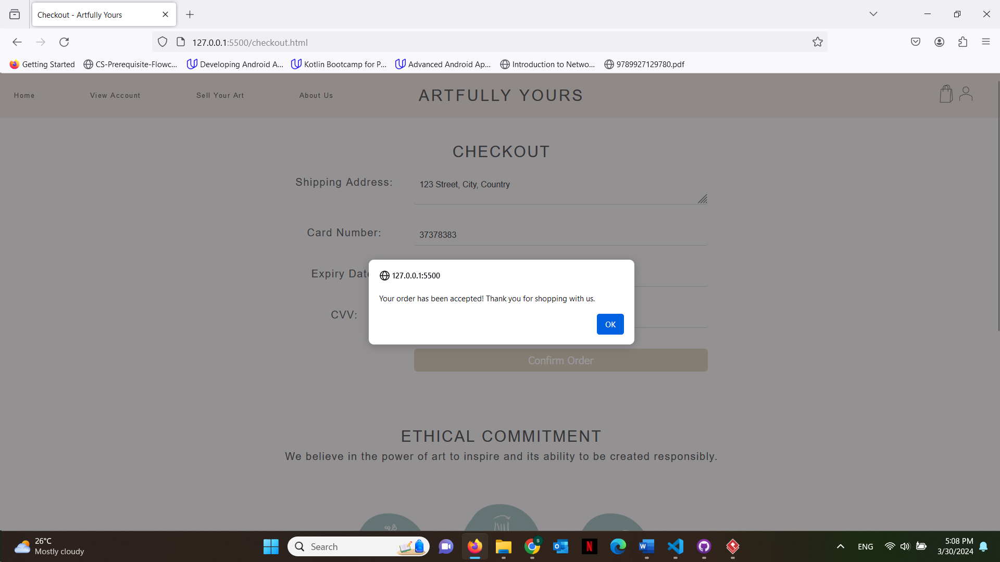 Checkout - Artfully Yours
127.0.0.1:5500/checkout.html
Getting Started CS-Prerequisite-Flowc... Developing Android A... Kotlin Bootcamp for P... Advanced Android Ap... Introduction to Netwo... 9789927129780.pdf
Home View Account Sell Your Art About Us ARTFULLY YOURS
CHECKOUT
Shipping Address: 123 Street, City, Country
Card Number: 37378383
Expiry Date
CVV:
127.0.0.1:5500
Your order has been accepted! Thank you for shopping with us.
OK
Confirm Order
ETHICAL COMMITMENT
We believe in the power of art to inspire and its ability to be created responsibly.
26°C
Mostly cloudy
Search
ENG
5:08 PM
3/30/2024